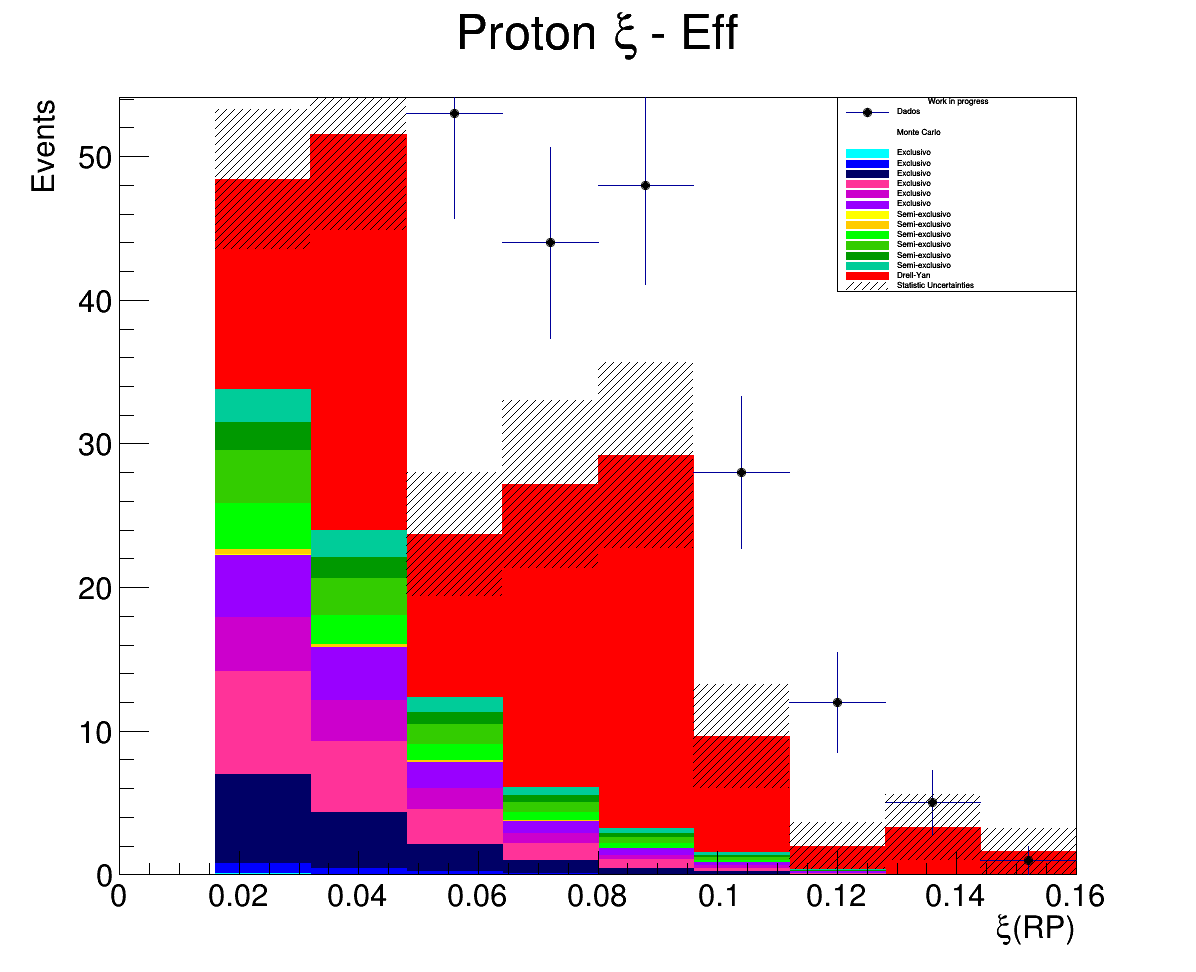 Proton ξ - Eff
Events
50
40
30
20
10
0
0 0.02 0.04 0.06 0.08 0.1 0.12 0.14 0.16
ξ(RP)
Work in progress
Dados
Monte Carlo
Exclusivo
Exclusivo
Exclusivo
Exclusivo
Exclusivo
Exclusivo
Semi-exclusivo
Semi-exclusivo
Semi-exclusivo
Semi-exclusivo
Semi-exclusivo
Semi-exclusivo
Drell-Yan
Statistic Uncertainties